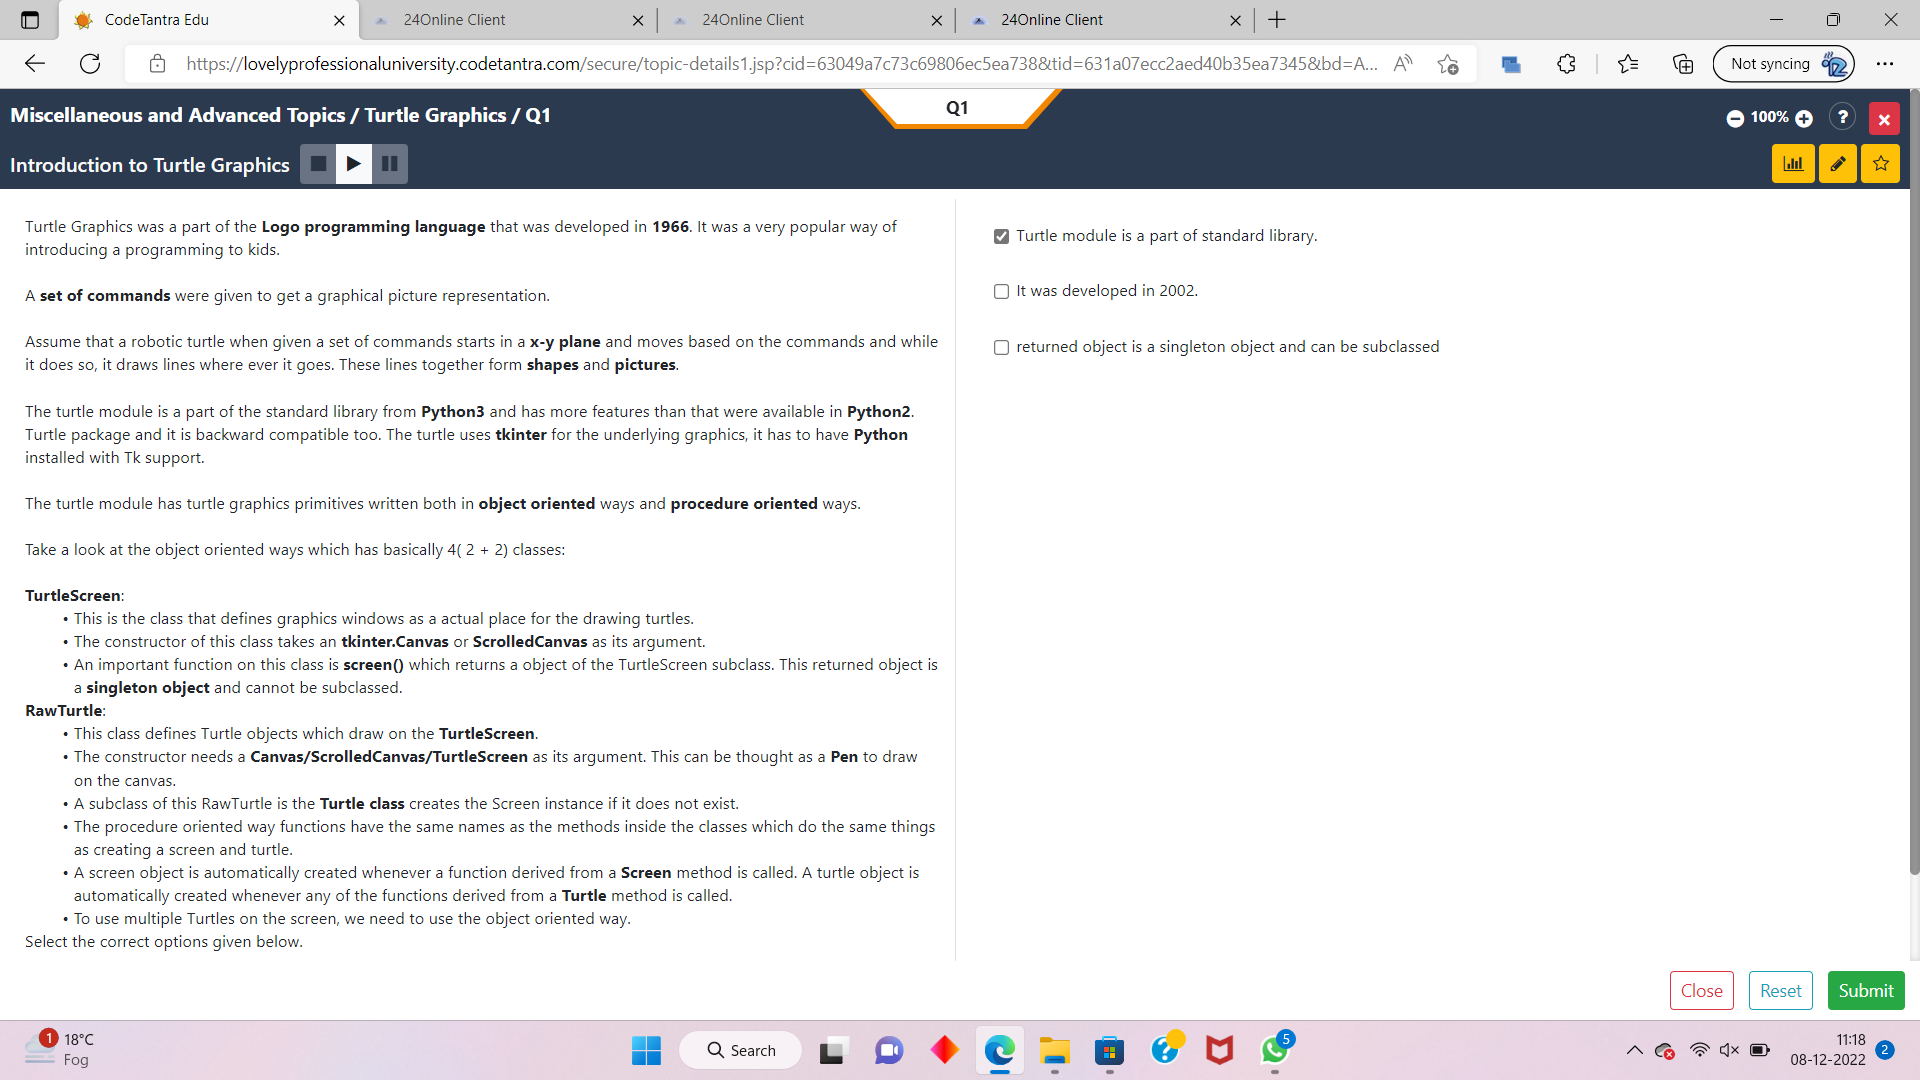 CodeTantra Edu
24Online Client
24Online Client
24Online Client
https://lovelyprofessionaluniversity.codetantra.com/secure/topic-details1.jsp?cid=63049a7c73c69806ec5ea738&tid=631a07ecc2aed40b35ea7345&bd=A...
Not syncing
Miscellaneous and Advanced Topics / Turtle Graphics / Q1
Q1
100%
?
Introduction to Turtle Graphics
Turtle Graphics was a part of the Logo programming language that was developed in 1966. It was a very popular way of
introducing a programming to kids.
A set of commands were given to get a graphical picture representation.
Assume that a robotic turtle when given a set of commands starts in a x-y plane and moves based on the commands and while
it does so, it draws lines where ever it goes. These lines together form shapes and pictures.
The turtle module is a part of the standard library from Python3 and has more features than that were available in Python2.
Turtle package and it is backward compatible too. The turtle uses tkinter for the underlying graphics, it has to have Python
installed with Tk support.
The turtle module has turtle graphics primitives written both in object oriented ways and procedure oriented ways.
Take a look at the object oriented ways which has basically 4( 2 + 2) classes:
TurtleScreen:
• This is the class that defines graphics windows as a actual place for the drawing turtles.
• The constructor of this class takes an tkinter.Canvas or ScrolledCanvas as its argument.
• An important function on this class is screen() which returns a object of the TurtleScreen subclass. This returned object is
a singleton object and cannot be subclassed.
RawTurtle:
• This class defines Turtle objects which draw on the TurtleScreen.
• The constructor needs a Canvas/ScrolledCanvas/TurtleScreen as its argument. This can be thought as a Pen to draw
on the canvas.
• A subclass of this RawTurtle is the Turtle class creates the Screen instance if it does not exist.
• The procedure oriented way functions have the same names as the methods inside the classes which do the same things
as creating a screen and turtle.
• A screen object is automatically created whenever a function derived from a Screen method is called. A turtle object is
automatically created whenever any of the functions derived from a Turtle method is called.
• To use multiple Turtles on the screen, we need to use the object oriented way.
Select the correct options given below.
Turtle module is a part of standard library.
It was developed in 2002.
returned object is a singleton object and can be subclassed
Close
Reset
Submit
1
18°C
Fog
Search
5
11:18
08-12-2022
2